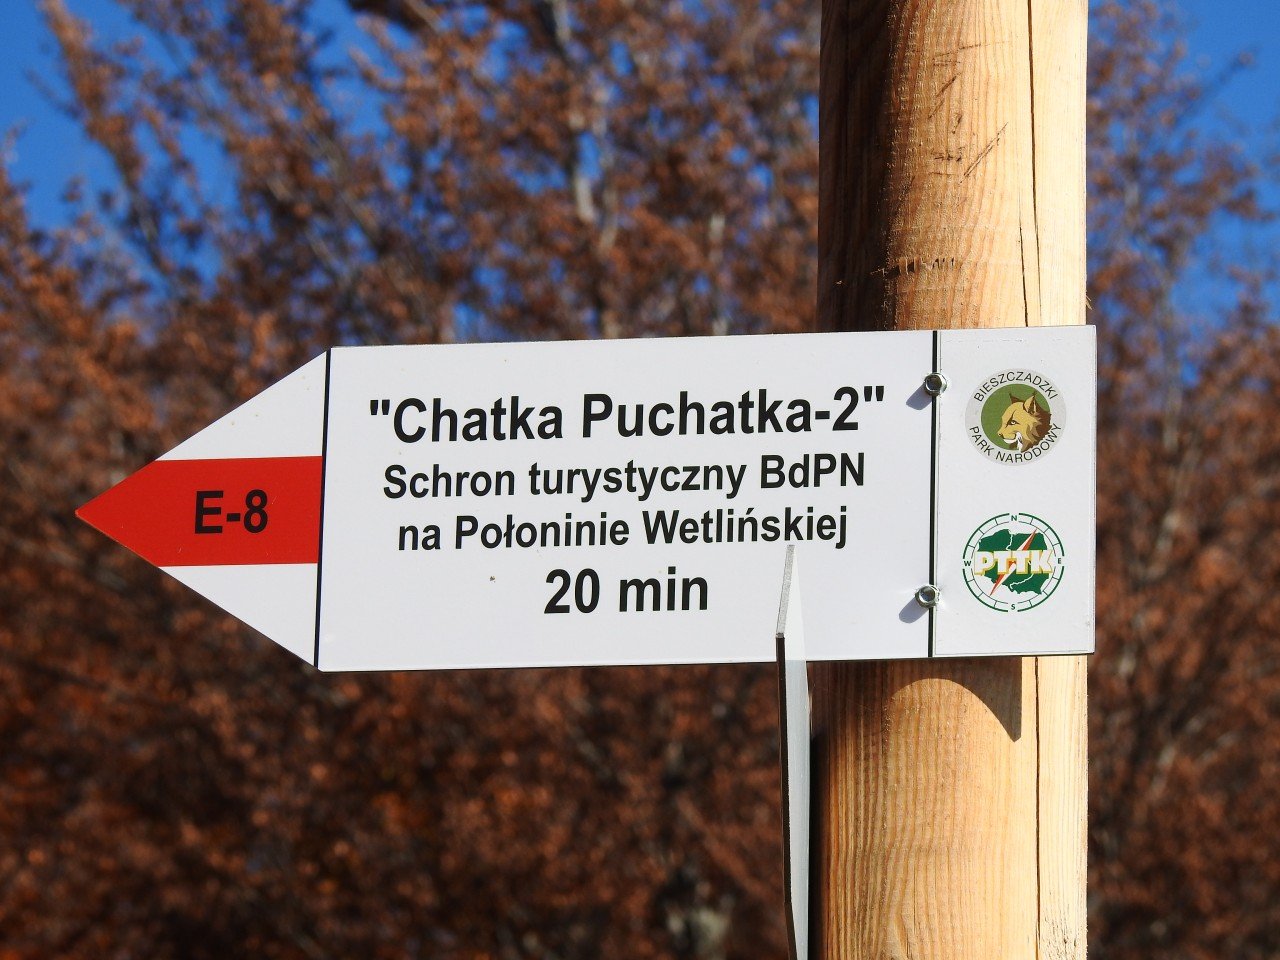 E-8
"Chatka Puchatka-2"
Schron turystyczny BdPN
na Połoninie Wetlińskiej
20 min
BIESZCZADZKI
PARK NARODOWY
N
W
E
PTTK
S